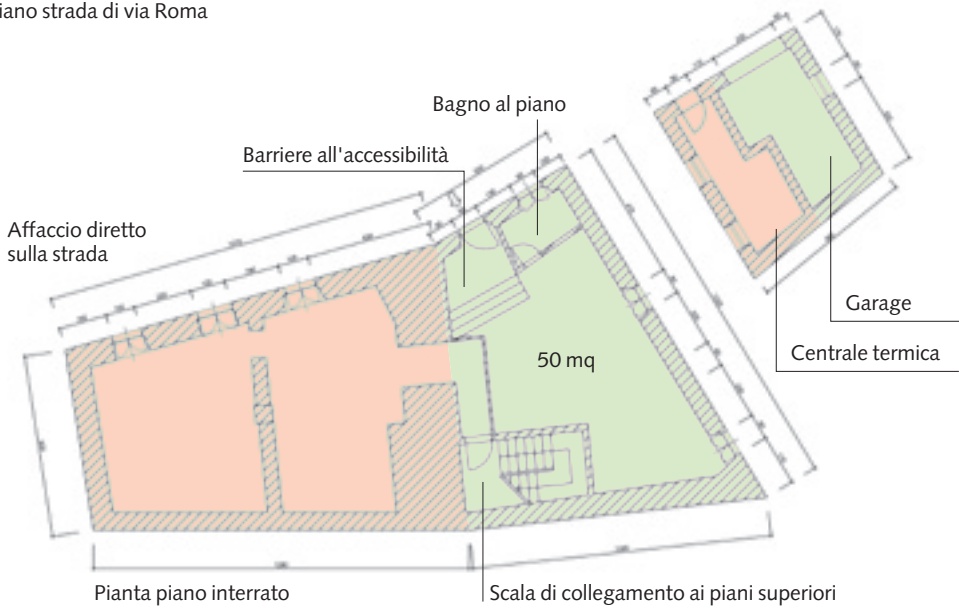 iano strada di via Roma
Bagno al piano
Barriere all'accessibilità
Affaccio diretto
sulla strada
Garage
Centrale termica
50 mq
Pianta piano interrato
Scala di collegamento ai piani superiori